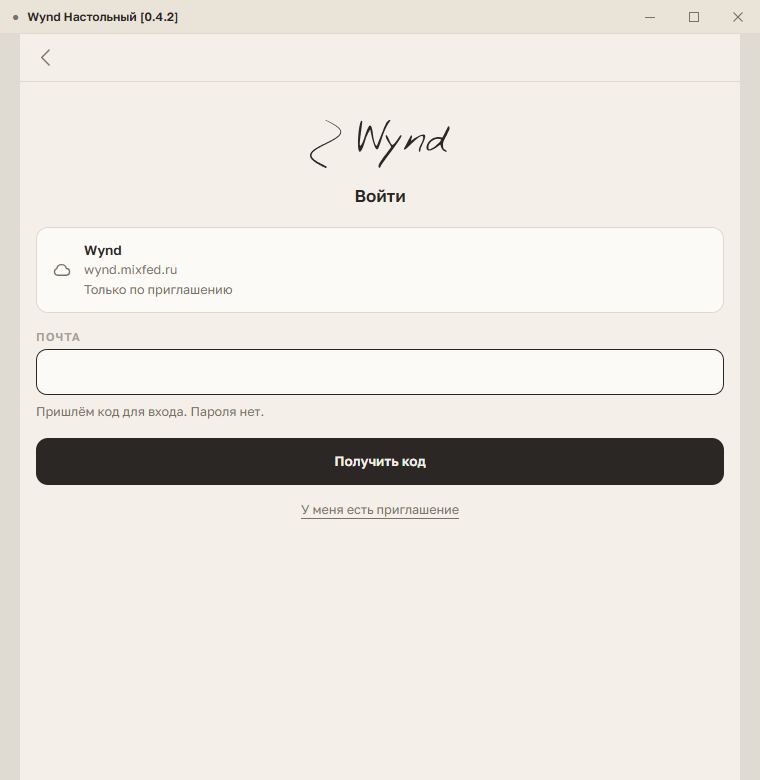 Wynd Настольный [0.4.2]
Wynd
Войти
Wynd
wynd.mixfed.ru
Только по приглашению
ПОЧТА
Пришлём код для входа. Пароля нет.
Получить код
У меня есть приглашение